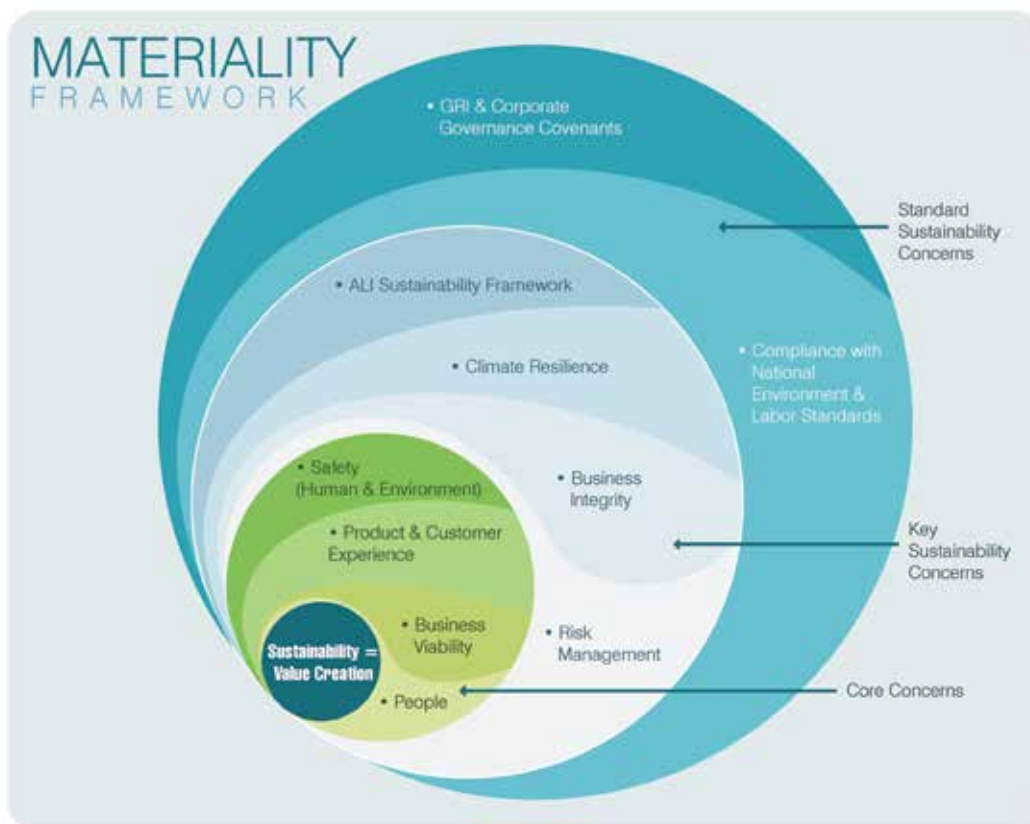 MATERIALITY
FRAMEWORK
• GRI & Corporate
Governance Covenants
Standard
Sustainability
Concerns
• ALI Sustainability Framework
• Climate Resilience
• Compliance with
National
Environment &
Labor Standards
• Safety
(Human & Environment)
• Business
Integrity
• Product & Customer
Experience
Key
Sustainability
Concerns
• Business
Viability
• Risk
Management
Sustainability =
Value Creation
• People
Core Concerns